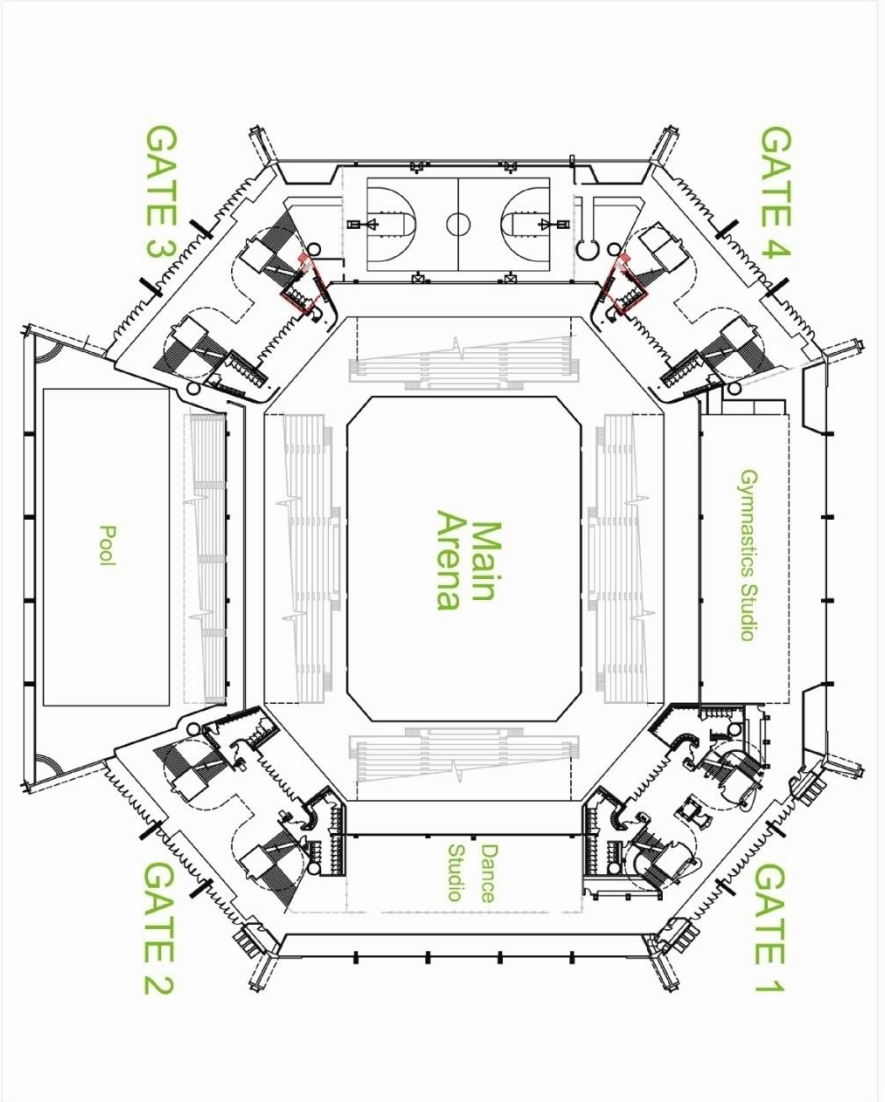 GATE 4
GATE 1
Gymnastics Studio
Main
Arena
Dance
Studio
GATE 3
GATE 2
Pool